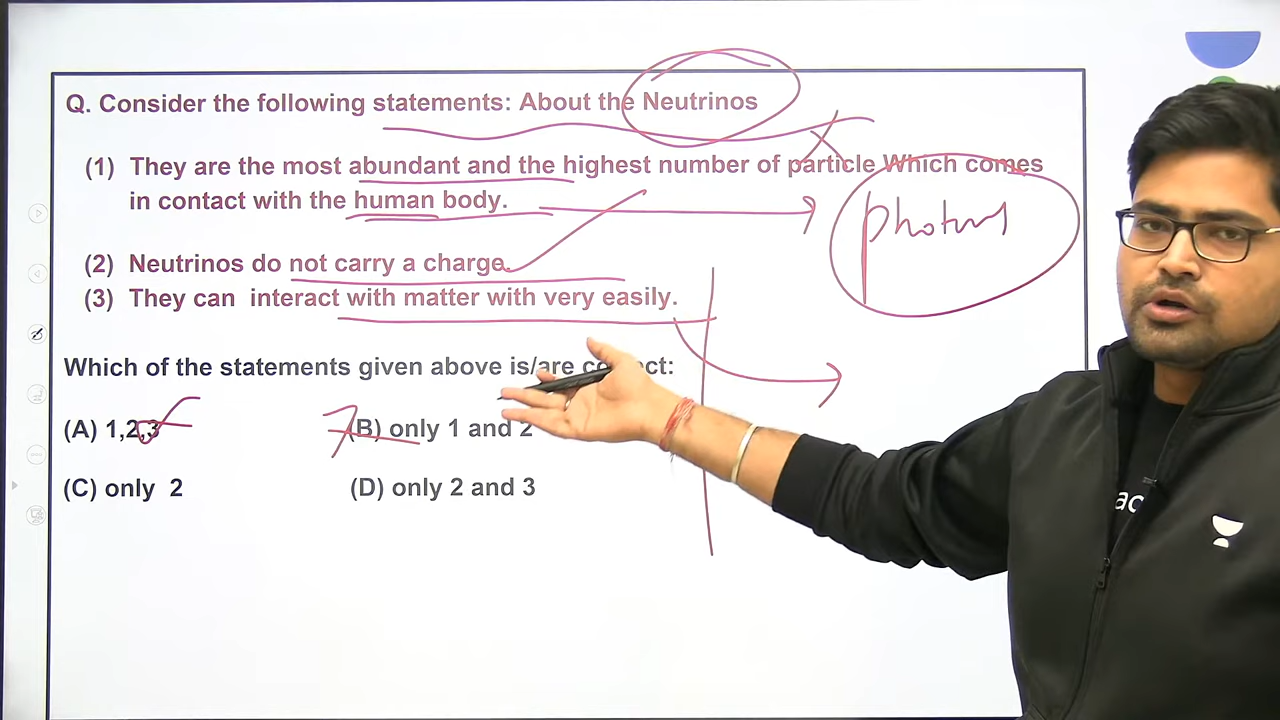 Q. Consider the following statements: About the Neutrinos
(1) They are the most abundant and the highest number of particle Which comes
in contact with the human body.
photons
(2) Neutrinos do not carry a charge.
(3) They can interact with matter with very easily.
Which of the statements given above is/are correct:
(A) 1,2,3
(B) only 1 and 2
(C) only 2
(D) only 2 and 3